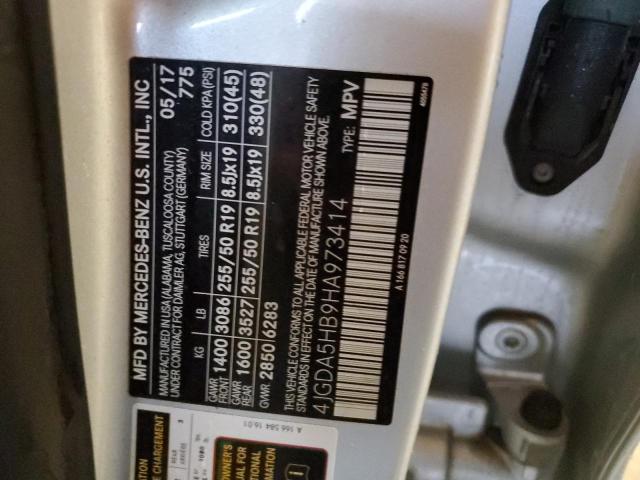 MFD BY MERCEDES-BENZ U.S. INTL., INC 05/17
MANUFACTURED IN USA (ALABAMA, TUSCALOOSA COUNTY) 775
UNDER CONTRACT FOR DAIMLER AG, STUTTGART (GERMANY)
KG LB TIRES RIM SIZE COLD KPA (PSI)
GAWR FRONT 1400 3086 255/50 R19 8.5Jx19 310(45)
GAWR REAR 1600 3527 255/50 R19 8.5Jx19 330(48)
GVWR 2850/6283
VEHICLE CONFORMS TO ALL APPLICABLE FEDERAL MOTOR VEHICLE SAFETY
STANDARDS IN EFFECT ON THE DATE OF MANUFACTURE SHOWN ABOVE.
4JGDA5HB9HA973414 TYPE: MPV
A 166 817 09 20
A 166 584 16 01
CHARGEMENT
REAR
3
OWNER'S